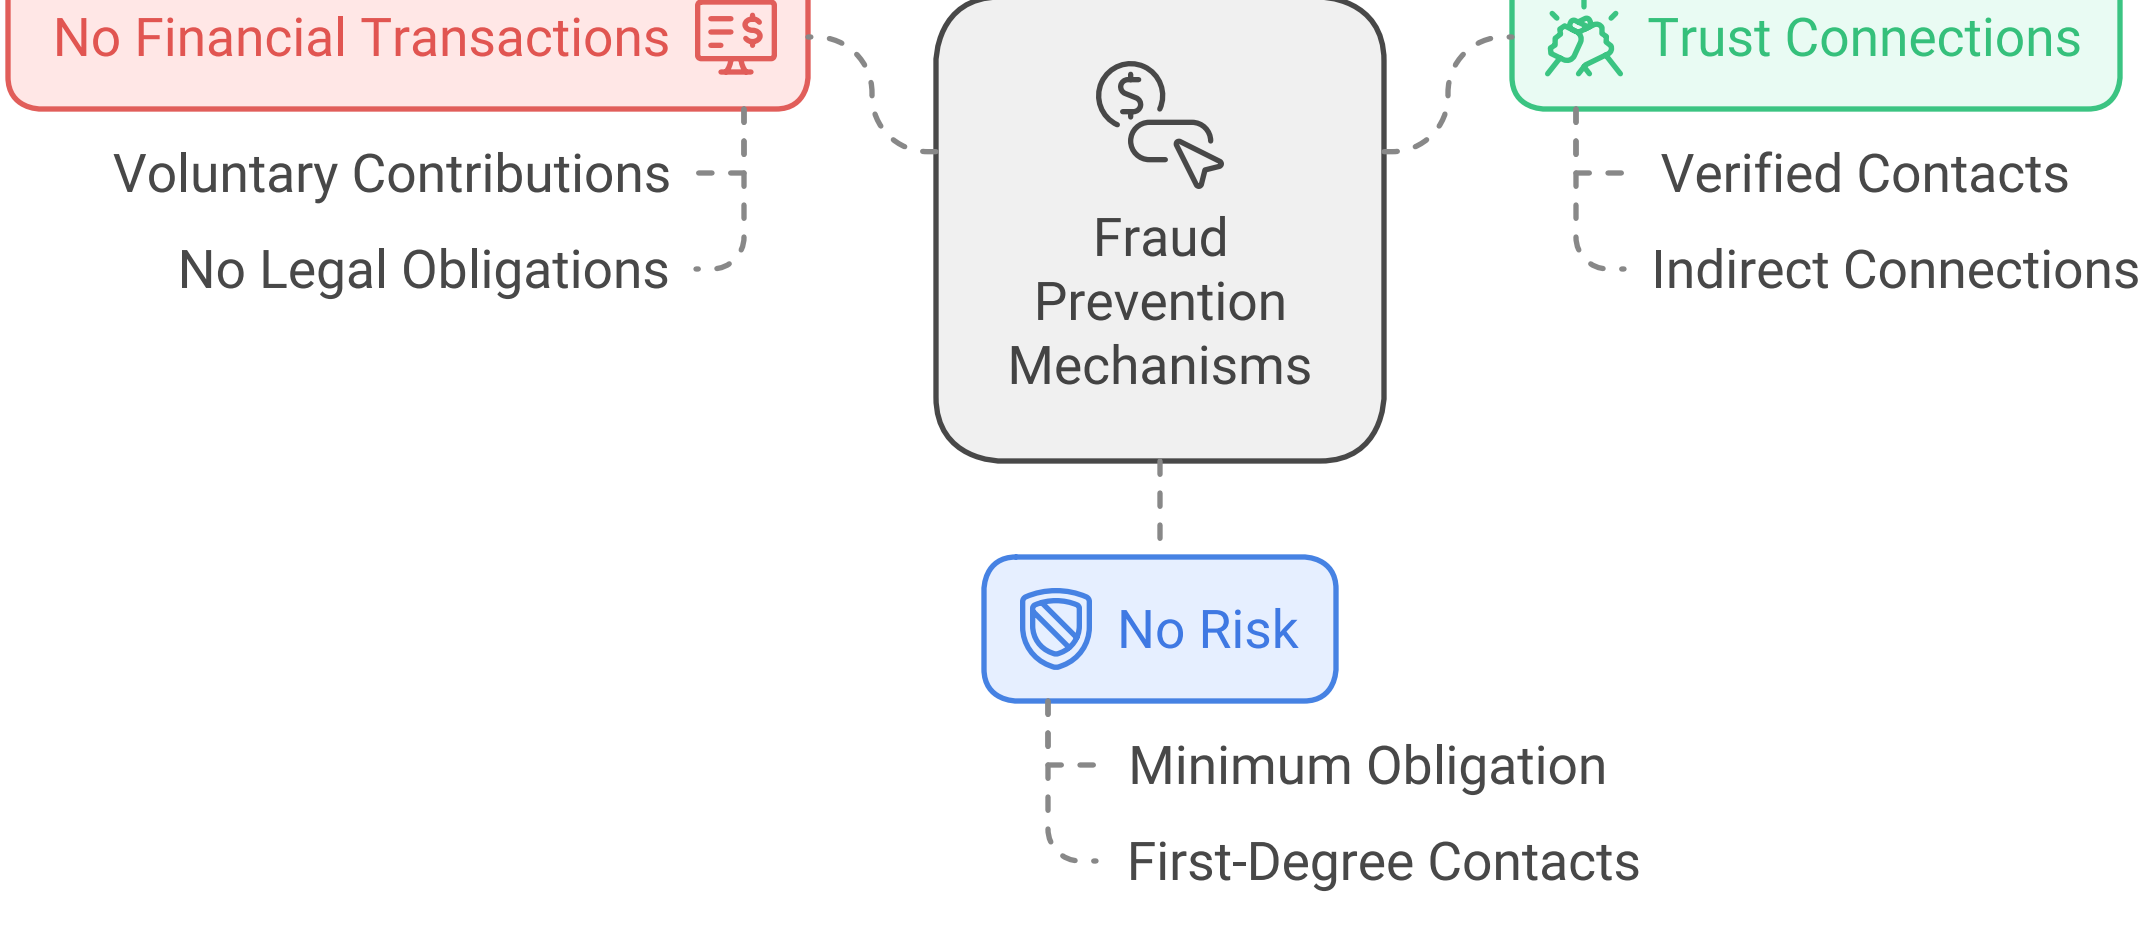 No Financial Transactions
Voluntary Contributions
No Legal Obligations
Fraud
Prevention
Mechanisms
Trust Connections
Verified Contacts
Indirect Connections
No Risk
Minimum Obligation
First-Degree Contacts